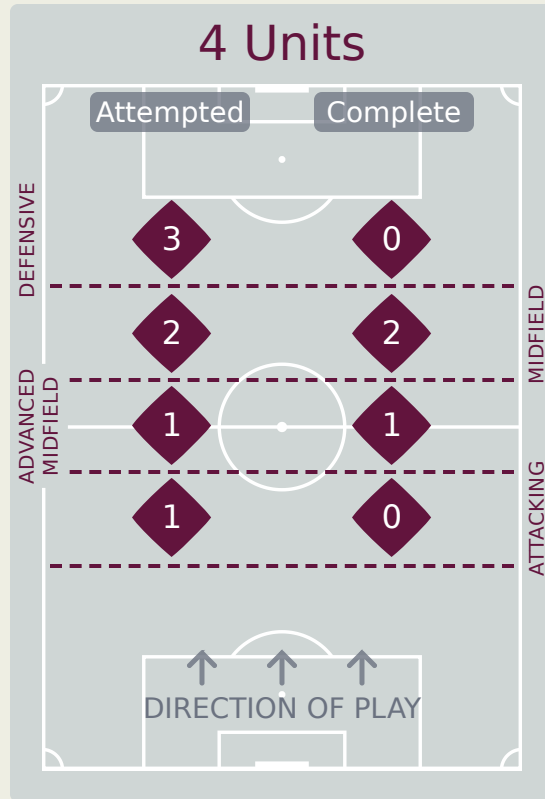 4 Units
Attempted
Complete
DEFENSIVE
3
0
MIDFIELD
2
2
ADVANCED
MIDFIELD
1
1
ATTACKING
1
0
DIRECTION OF PLAY